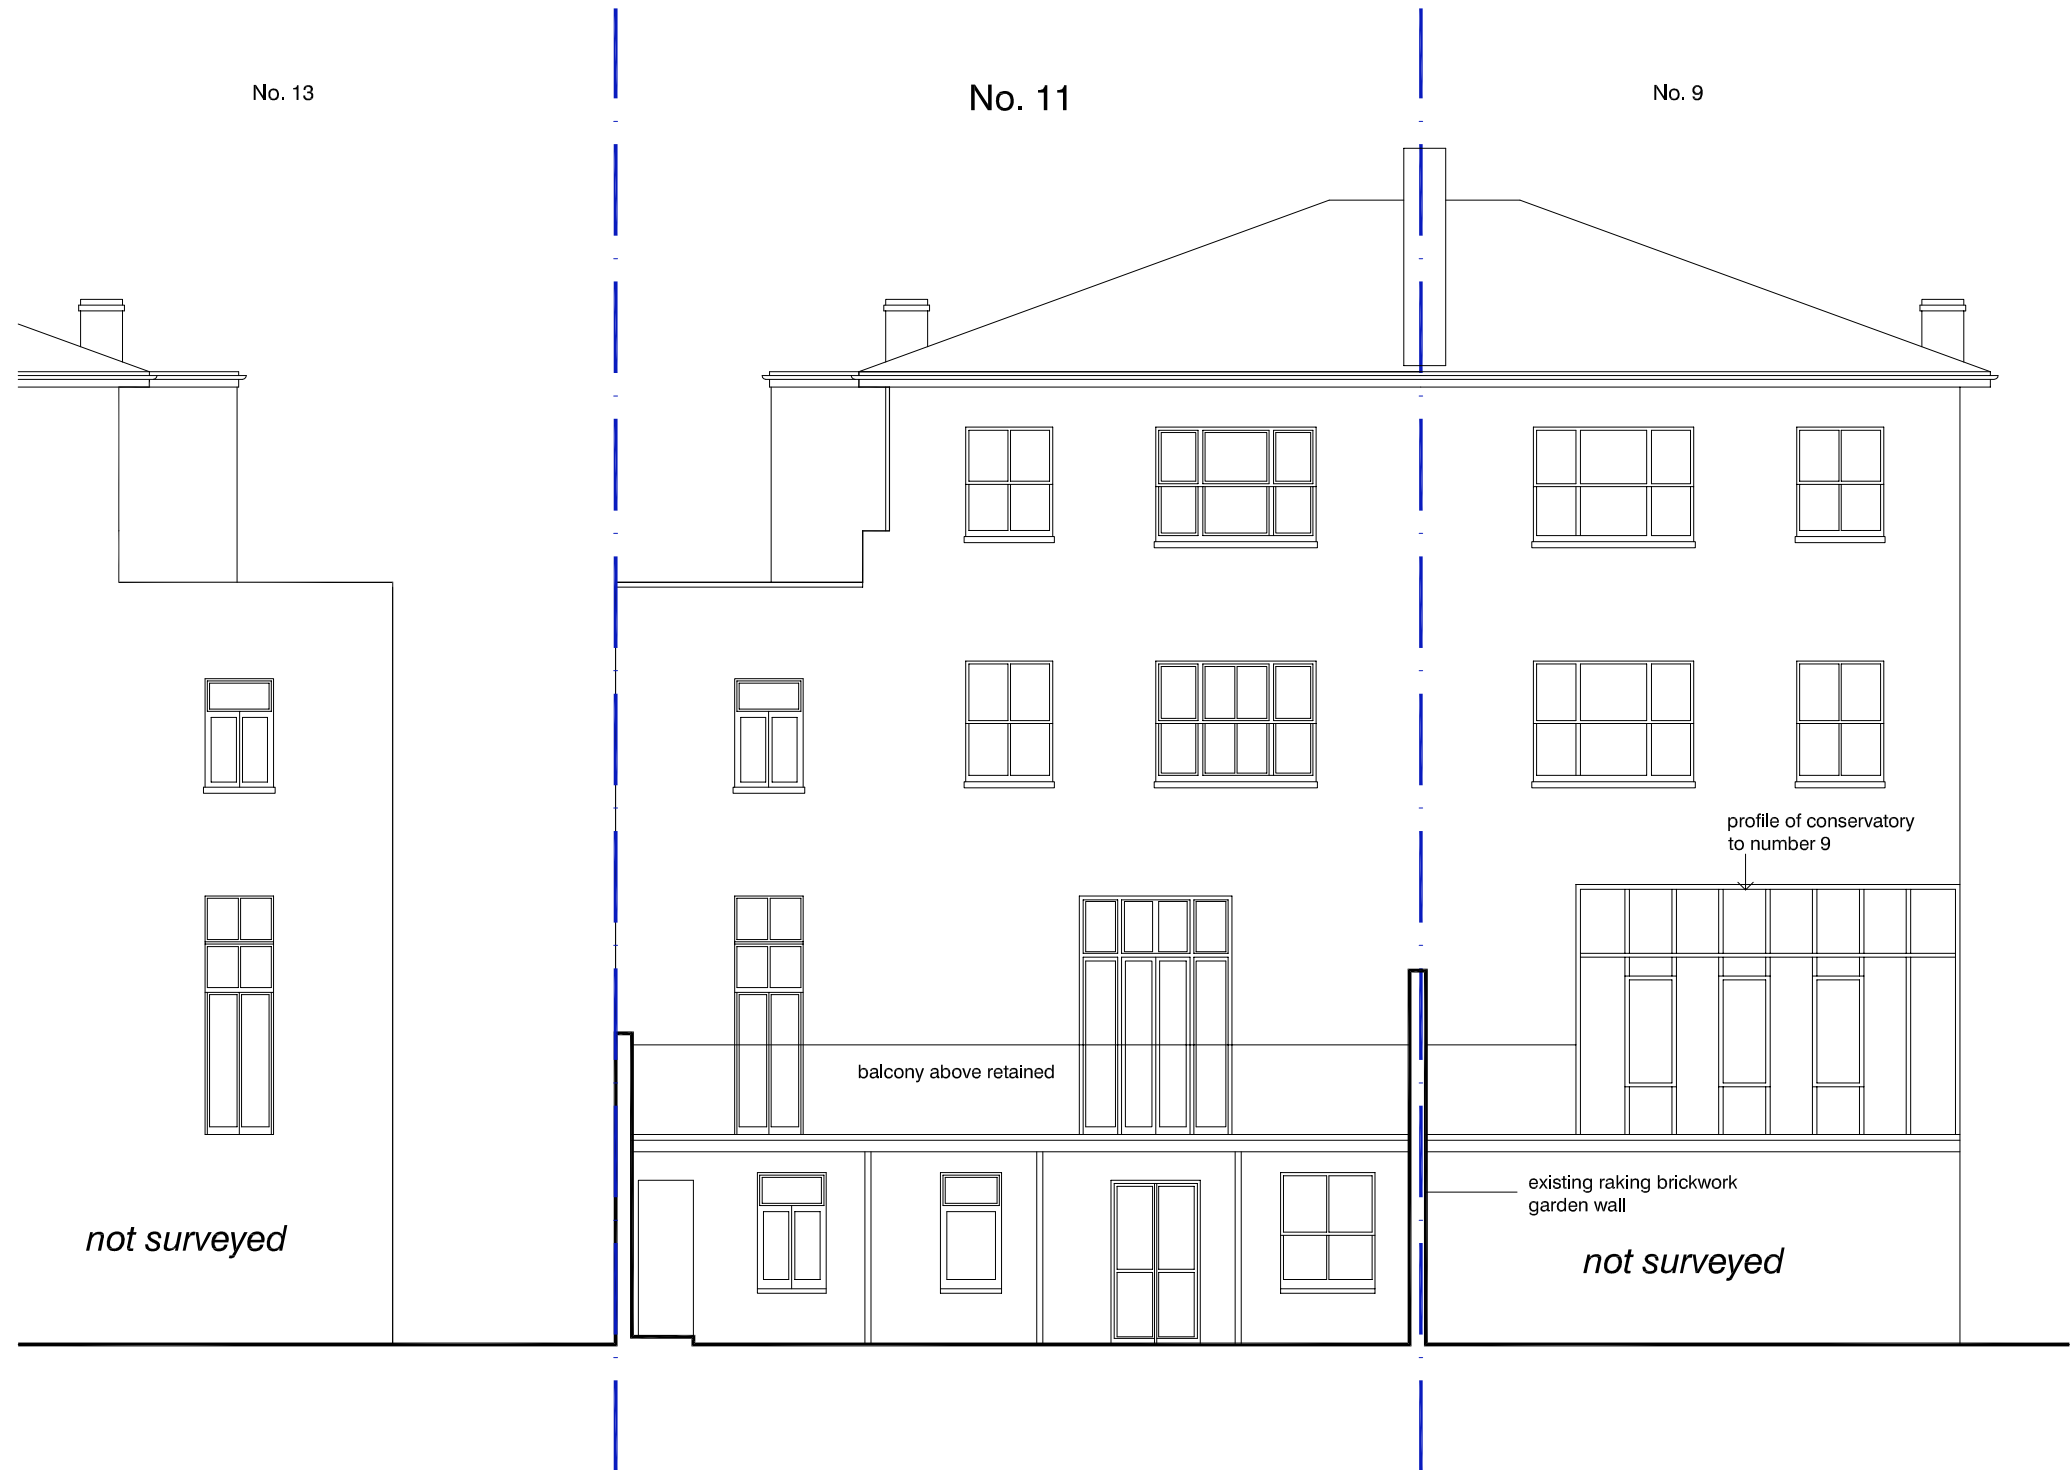 No. 13
No. 11
No. 9
profile of conservatory
to number 9
balcony above retained
existing raking brickwork
garden wall
not surveyed
not surveyed